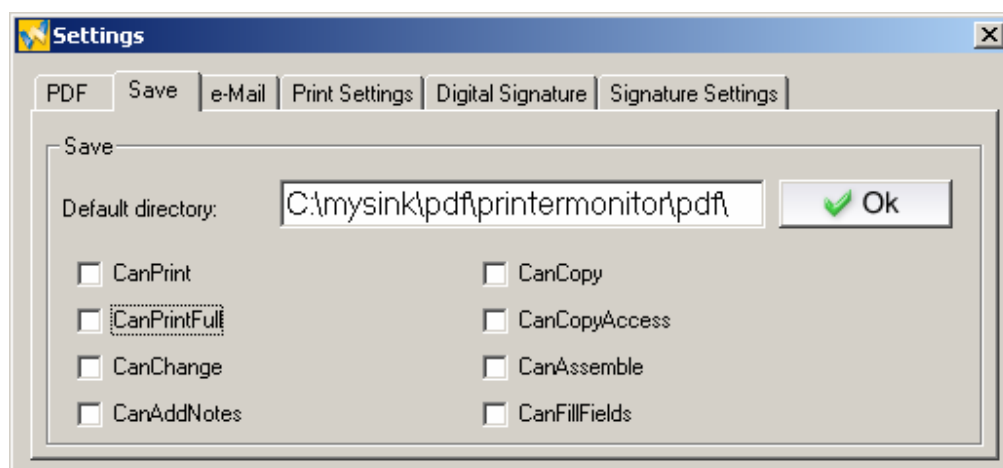 Settings
PDF Save e-Mail Print Settings Digital Signature Signature Settings
Save
Default directory: C:\mysink\pdf\printermonitor\pdf\ Ok
CanPrint CanCopy
CanPrintFull CanCopyAccess
CanChange CanAssemble
CanAddNotes CanFillFields